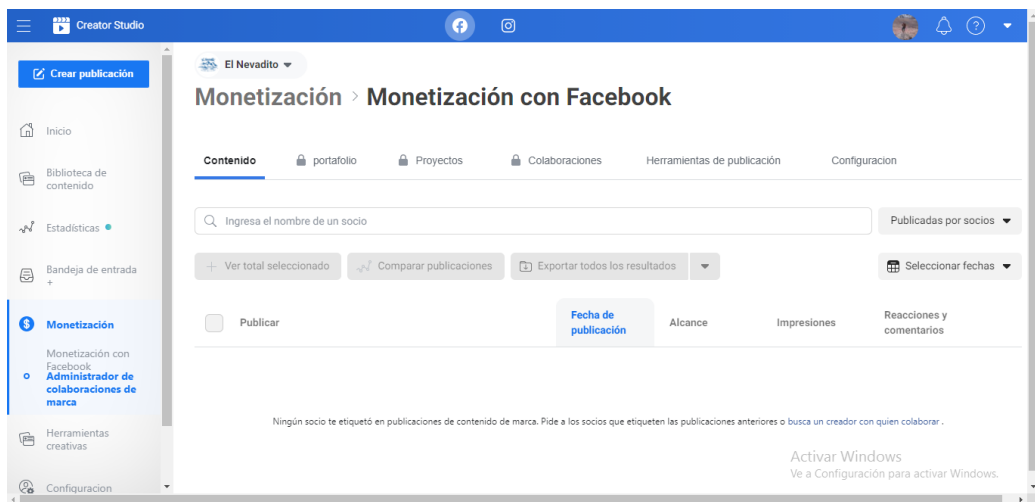 Creator Studio
Crear publicación
Inicio
Biblioteca de
contenido
Estadísticas
Bandeja de entrada
+
Monetización
Monetización con
Facebook
Administrador de
colaboraciones de
marca
Herramientas
creativas
Configuracion
El Nevadito
Monetización > Monetización con Facebook
Contenido portafolio Proyectos Colaboraciones Herramientas de publicación Configuracion
Ingresa el nombre de un socio Publicadas por socios
+ Ver total seleccionado Comparar publicaciones Exportar todos los resultados Seleccionar fechas
Publicar Fecha de publicación Alcance Impresiones Reacciones y comentarios
Ningún socio te etiquetó en publicaciones de contenido de marca. Pide a los socios que etiqueten las publicaciones anteriores o busca un creador con quien colaborar .
Activar Windows
Ve a Configuración para activar Windows.